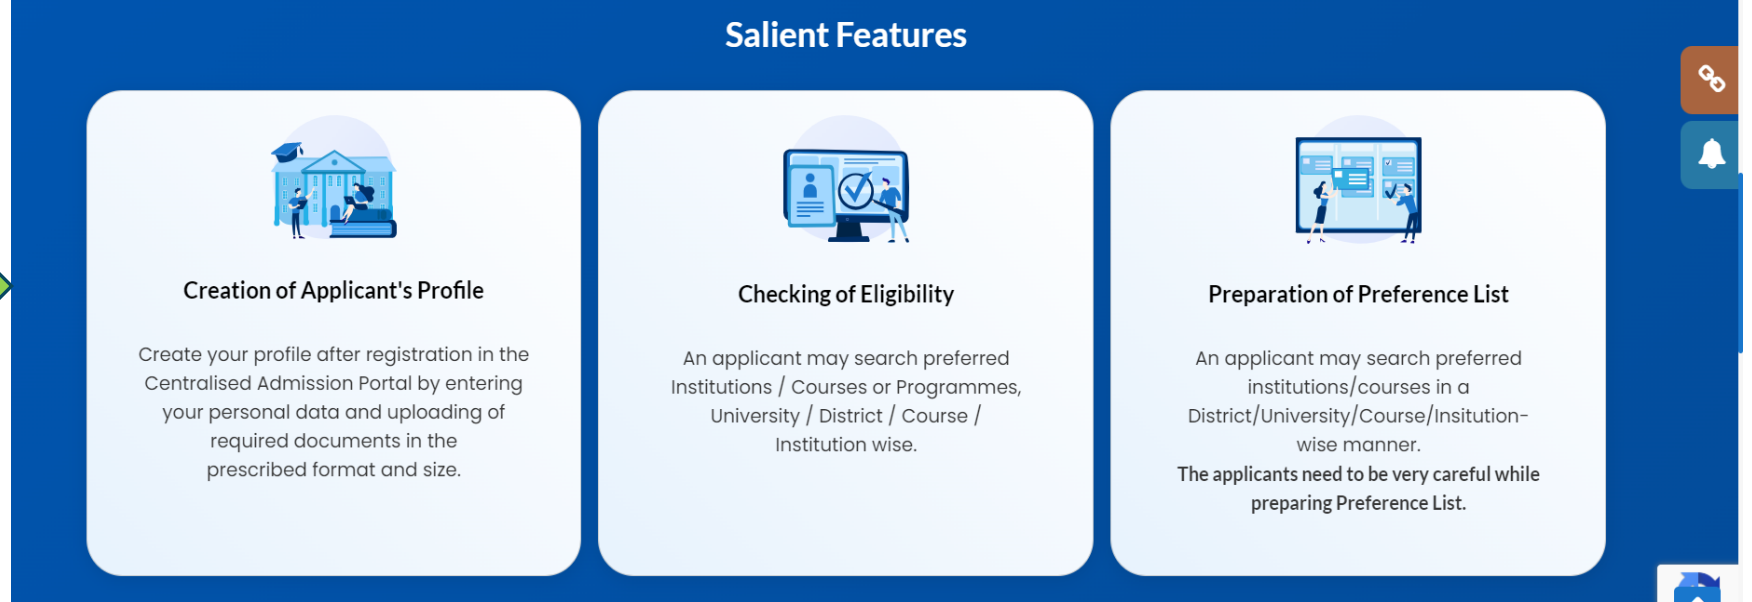 Salient Features
Creation of Applicant's Profile
Create your profile after registration in the
Centralised Admission Portal by entering
your personal data and uploading of
required documents in the
prescribed format and size.
Checking of Eligibility
An applicant may search preferred
Institutions / Courses or Programmes,
University / District / Course /
Institution wise.
Preparation of Preference List
An applicant may search preferred
institutions/courses in a
District/University/Course/Insitution-
wise manner.
The applicants need to be very careful while
preparing Preference List.